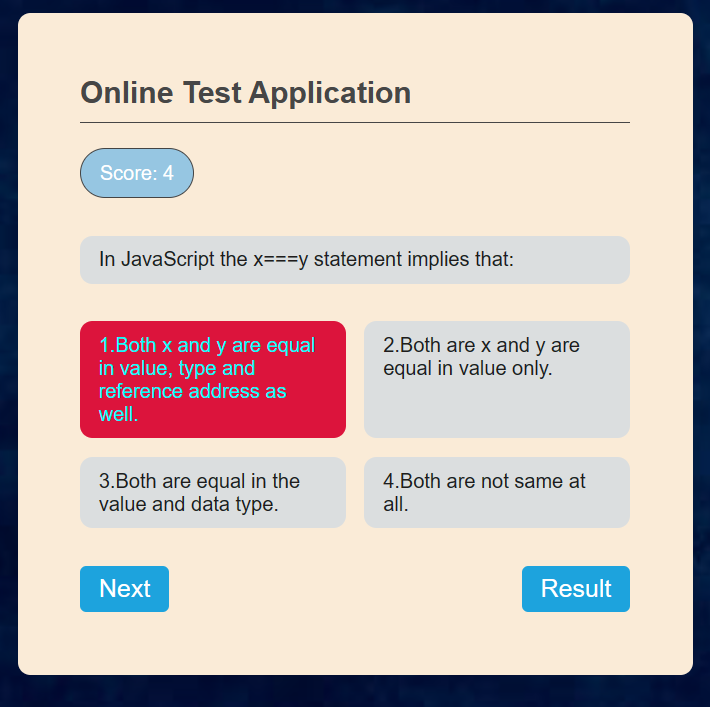 Online Test Application
Score: 4
In JavaScript the x===y statement implies that:
1.Both x and y are equal
in value, type and
reference address as
well.
2.Both are x and y are
equal in value only.
3.Both are equal in the
value and data type.
4.Both are not same at
all.
Next
Result